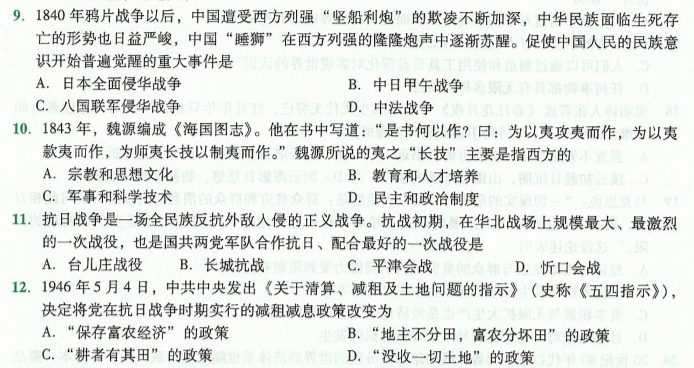 9. 1840 年鸦片战争以后，中国遭受西方列强“坚船利炮”的欺凌不断加深，中华民族面临生死存
亡的形势也日益严峻，中国“睡狮”在西方列强的隆隆炮声中逐渐苏醒。促使中国人民的民族意
识开始普遍觉醒的重大事件是
A. 日本全面侵华战争 B. 中日甲午战争
C. 八国联军侵华战争 D. 中法战争
10. 1843 年，魏源编成《海国图志》。他在书中写道：“是书何以作？曰：为以夷攻夷而作，为以夷
款夷而作，为师夷长技以制夷而作。”魏源所说的夷之“长技”主要是指西方的
A. 宗教和思想文化 B. 教育和人才培养
C. 军事和科学技术 D. 民主和政治制度
11. 抗日战争是一场全民族反抗外敌入侵的正义战争。抗战初期，在华北战场上规模最大、最激烈
的一次战役，也是国共两党军队合作抗日、配合最好的一次战役是
A. 台儿庄战役 B. 长城抗战 C. 平津会战 D. 忻口会战
12. 1946 年 5 月 4 日，中共中央发出《关于清算、减租及土地问题的指示》（史称《五四指示》），
决定将党在抗日战争时期实行的减租减息政策改变为
A. “保存富农经济”的政策 B. “地主不分田，富农分坏田”的政策
C. “耕者有其田”的政策 D. “没收一切土地”的政策